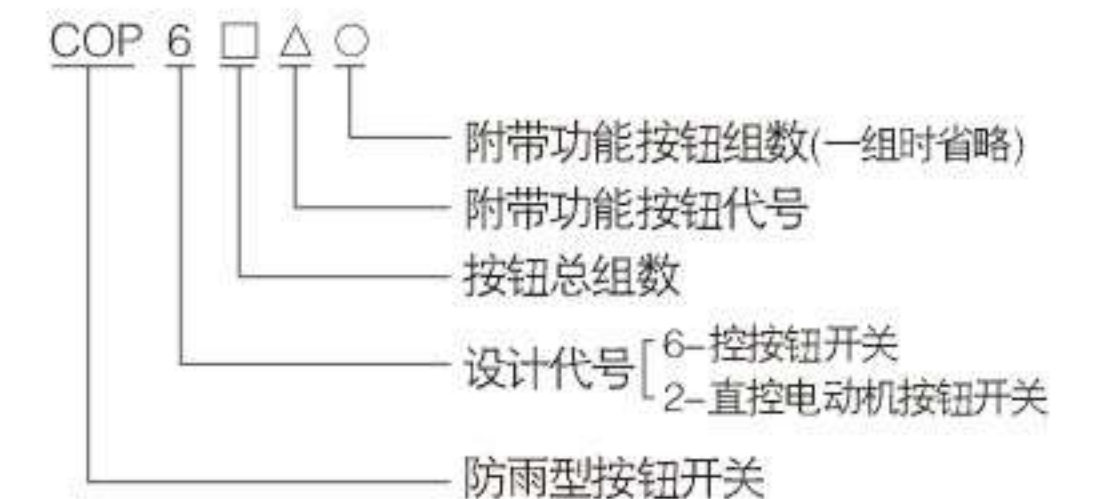 COP 6 □ △ ○
附带功能按钮组数(一组时省略)
附带功能按钮代号
按钮总组数
设计代号
6-控按钮开关
2-直控电动机按钮开关
防雨型按钮开关